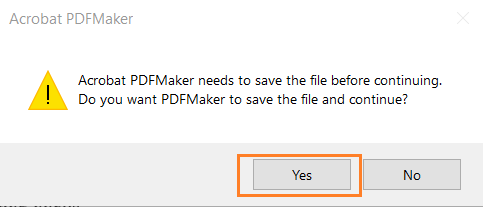 Acrobat PDFMaker
Acrobat PDFMaker needs to save the file before continuing.
Do you want PDFMaker to save the file and continue?
Yes
No